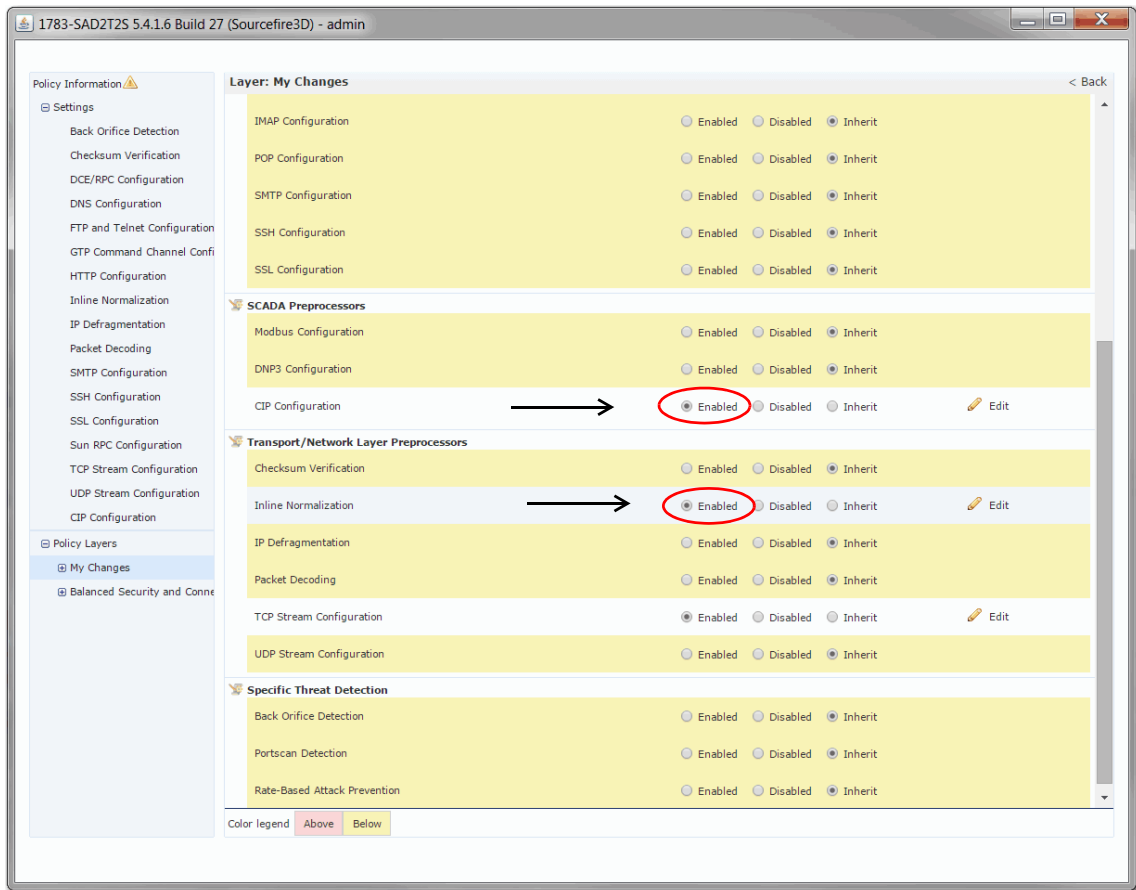 1783-SAD2T2S 5.4.1.6 Build 27 (Sourcefire3D) - admin
Policy Information
Settings
Back Orifice Detection
Checksum Verification
DCE/RPC Configuration
DNS Configuration
FTP and Telnet Configuration
GTP Command Channel Confi
HTTP Configuration
Inline Normalization
IP Defragmentation
Packet Decoding
SMTP Configuration
SSH Configuration
SSL Configuration
Sun RPC Configuration
TCP Stream Configuration
UDP Stream Configuration
CIP Configuration
Policy Layers
My Changes
Balanced Security and Conne
Layer: My Changes < Back
IMAP Configuration Enabled Disabled Inherit
POP Configuration Enabled Disabled Inherit
SMTP Configuration Enabled Disabled Inherit
SSH Configuration Enabled Disabled Inherit
SSL Configuration Enabled Disabled Inherit
SCADA Preprocessors
Modbus Configuration Enabled Disabled Inherit
DNP3 Configuration Enabled Disabled Inherit
CIP Configuration Enabled Disabled Inherit Edit
Transport/Network Layer Preprocessors
Checksum Verification Enabled Disabled Inherit
Inline Normalization Enabled Disabled Inherit Edit
IP Defragmentation Enabled Disabled Inherit
Packet Decoding Enabled Disabled Inherit
TCP Stream Configuration Enabled Disabled Inherit Edit
UDP Stream Configuration Enabled Disabled Inherit
Specific Threat Detection
Back Orifice Detection Enabled Disabled Inherit
Portscan Detection Enabled Disabled Inherit
Rate-Based Attack Prevention Enabled Disabled Inherit
Color legend Above Below